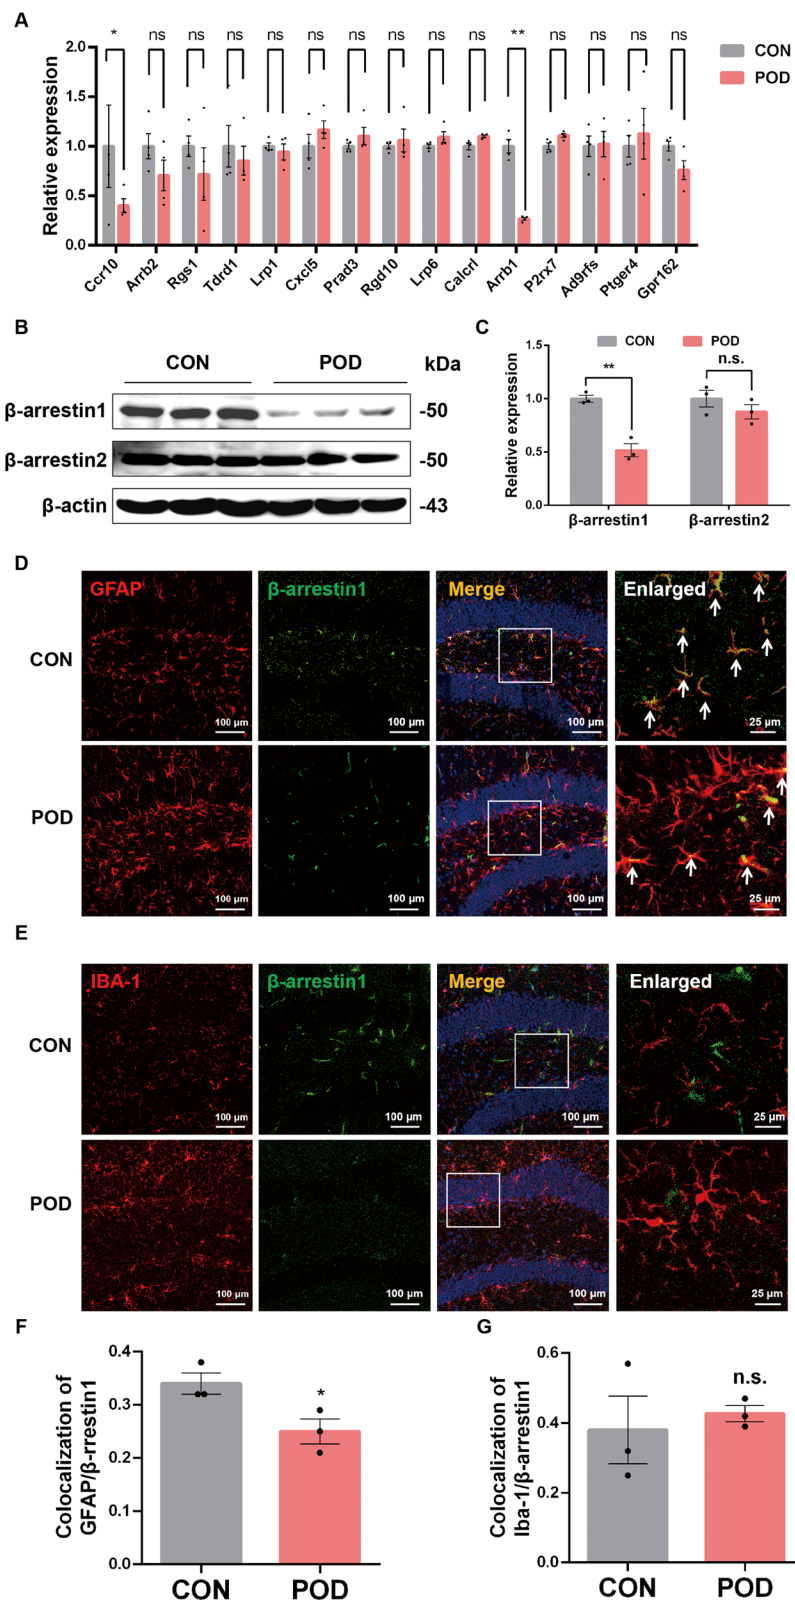 A
* ns ns ns ns ns ns ns ns ns ** ns ns ns ns
CON
POD
Relative expression
2.0
1.5
1.0
0.5
0.0
Ccr10 Arrb2 Rgs1 Tdrd1 Lrp1 Cxcl5 Prad3 Rgd10 Lrp6 Calcrl Arrb1 P2rx7 Ad9rfs Ptger4 Gpr162
B
CON POD kDa
β-arrestin1 -50
β-arrestin2 -50
β-actin -43
C
CON POD
Relative expression
1.5
1.0
0.5
0.0
** n.s.
β-arrestin1 β-arrestin2
D
GFAP β-arrestin1 Merge Enlarged
CON
100 μm 100 μm 100 μm 25 μm
POD
100 μm 100 μm 100 μm 25 μm
E
IBA-1 β-arrestin1 Merge Enlarged
CON
100 μm 100 μm 100 μm 25 μm
POD
100 μm 100 μm 100 μm 25 μm
F
Colocalization of
GFAP/β-rrestin1
0.4
0.3
0.2
0.1
0.0
*
CON POD
G
Colocalization of
Iba-1/β-arrestin1
0.6
0.4
0.2
0.0
n.s.
CON POD